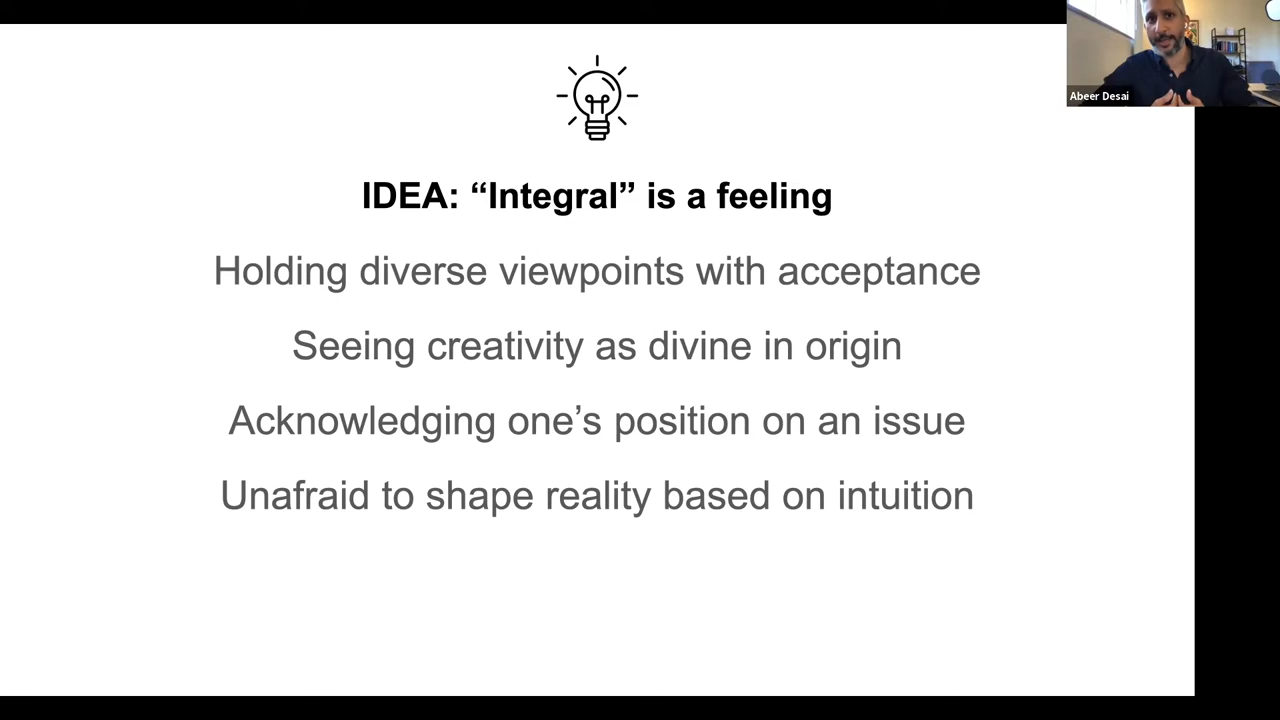 Abeer Desai
IDEA: “Integral” is a feeling
Holding diverse viewpoints with acceptance
Seeing creativity as divine in origin
Acknowledging one’s position on an issue
Unafraid to shape reality based on intuition